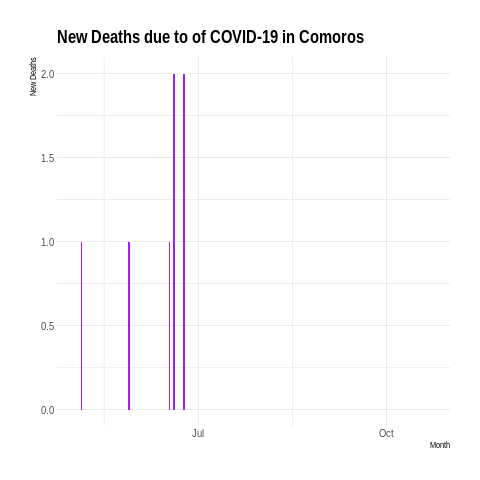 New Deaths due to of COVID-19 in Comoros
New Deaths
2.0
1.5
1.0
0.5
0.0
Jul
Oct
Month